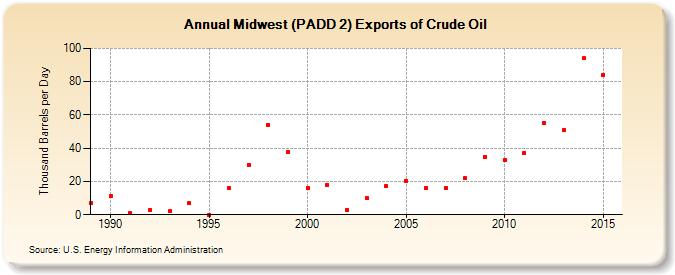 Annual Midwest (PADD 2) Exports of Crude Oil
Thousand Barrels per Day
100
80
60
40
20
0
1990 1995 2000 2005 2010 2015
Source: U.S. Energy Information Administration